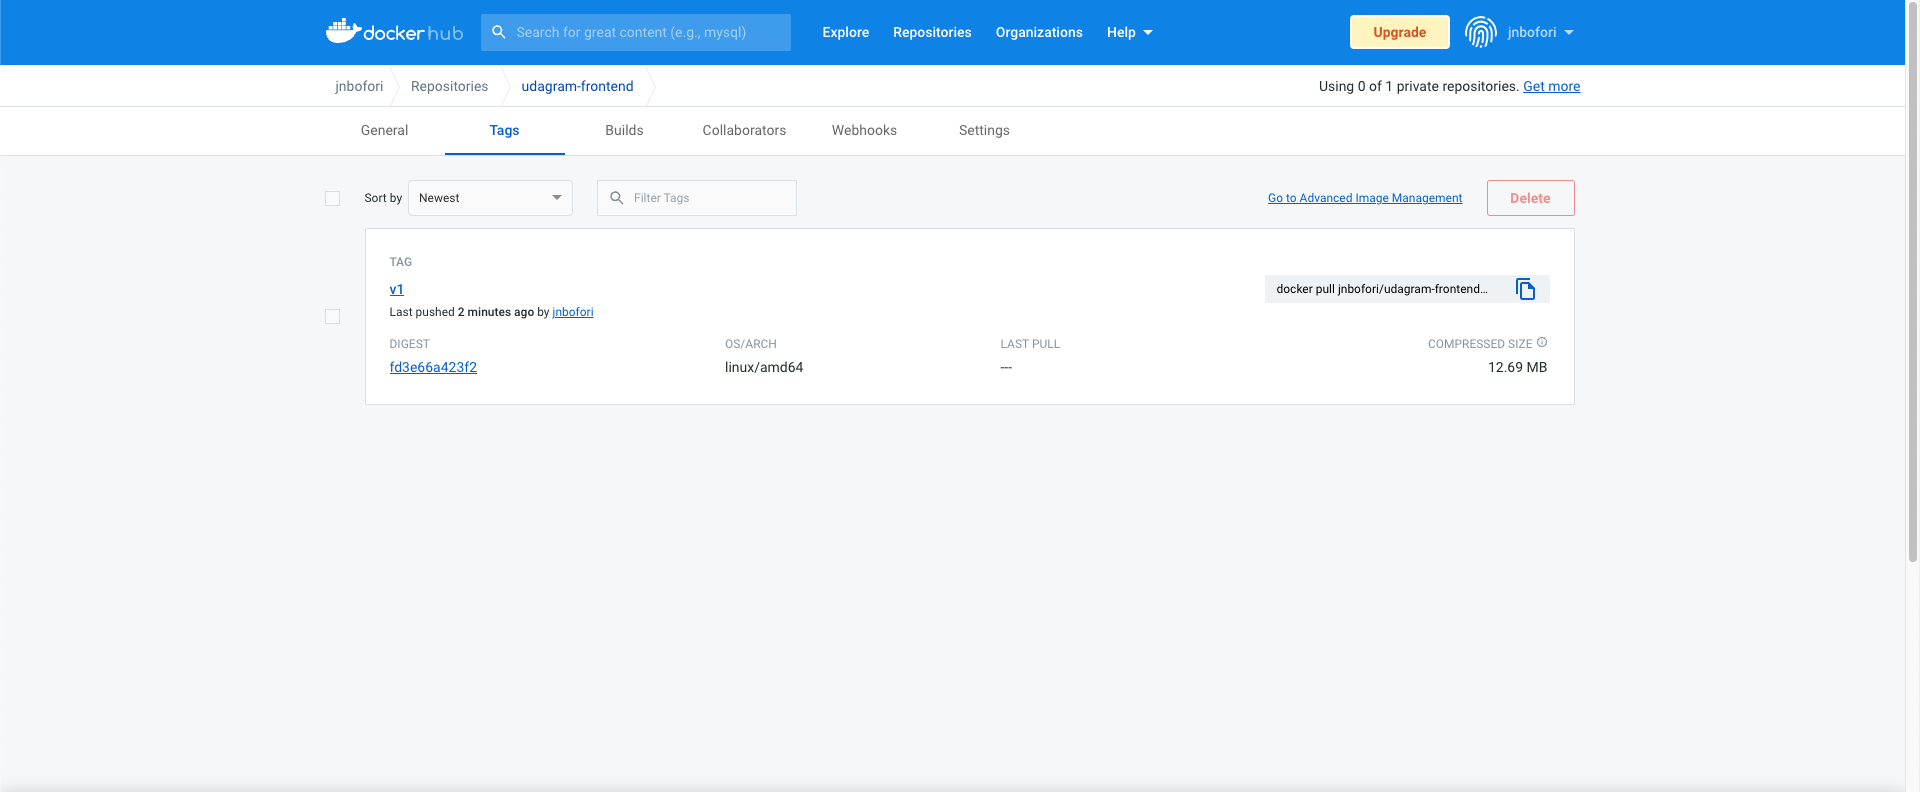 docker hub Search for great content (e.g., mysql) Explore Repositories Organizations Help Upgrade jnbofori
jnbofori Repositories udagram-frontend Using 0 of 1 private repositories. Get more
General Tags Builds Collaborators Webhooks Settings
Sort by Newest Filter Tags Go to Advanced Image Management Delete
TAG
v1 docker pull jnbofori/udagram-frontend...
Last pushed 2 minutes ago by jnbofori
DIGEST OS/ARCH LAST PULL COMPRESSED SIZE
fd3e66a423f2 linux/amd64 --- 12.69 MB